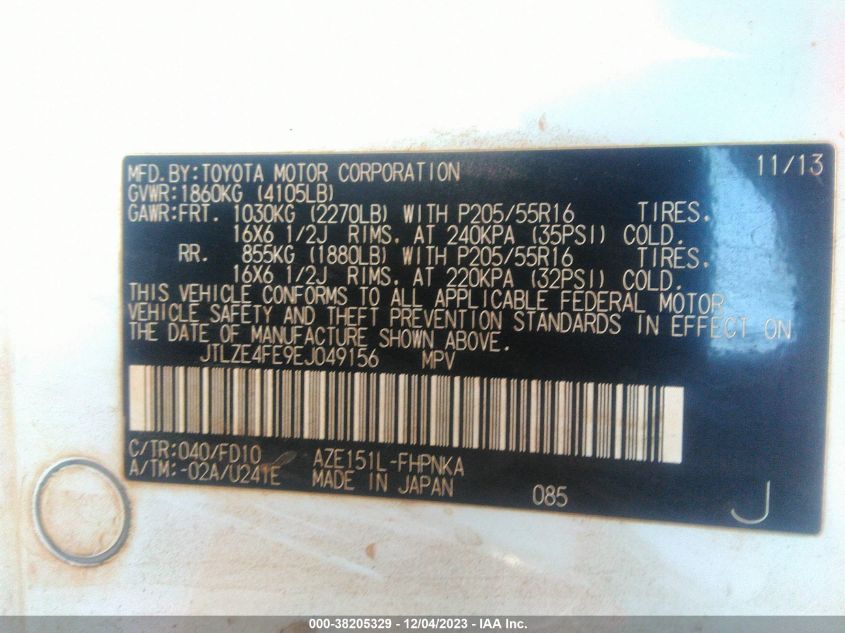 MFD.BY:TOYOTA MOTOR CORPORATION 11/13
GVWR:1860KG (4105LB)
GAWR:FRT. 1030KG (2270LB) WITH P205/55R16 TIRES.
16X6 1/2J RIMS, AT 240KPA (35PSI) COLD.
RR. 855KG (1880LB) WITH P205/55R16 TIRES.
16X6 1/2J RIMS, AT 220KPA (32PSI) COLD.
THIS VEHICLE CONFORMS TO ALL APPLICABLE FEDERAL MOTOR
VEHICLE SAFETY AND THEFT PREVENTION STANDARDS IN EFFECT ON
THE DATE OF MANUFACTURE SHOWN ABOVE.
JTLZE4FE9EJ049156 MPV
C/TR:040/FD10 AZE151L-FHPNKA
A/TM:-02A/U241E MADE IN JAPAN 085 J
000-38205329 - 12/04/2023 - IAA Inc.